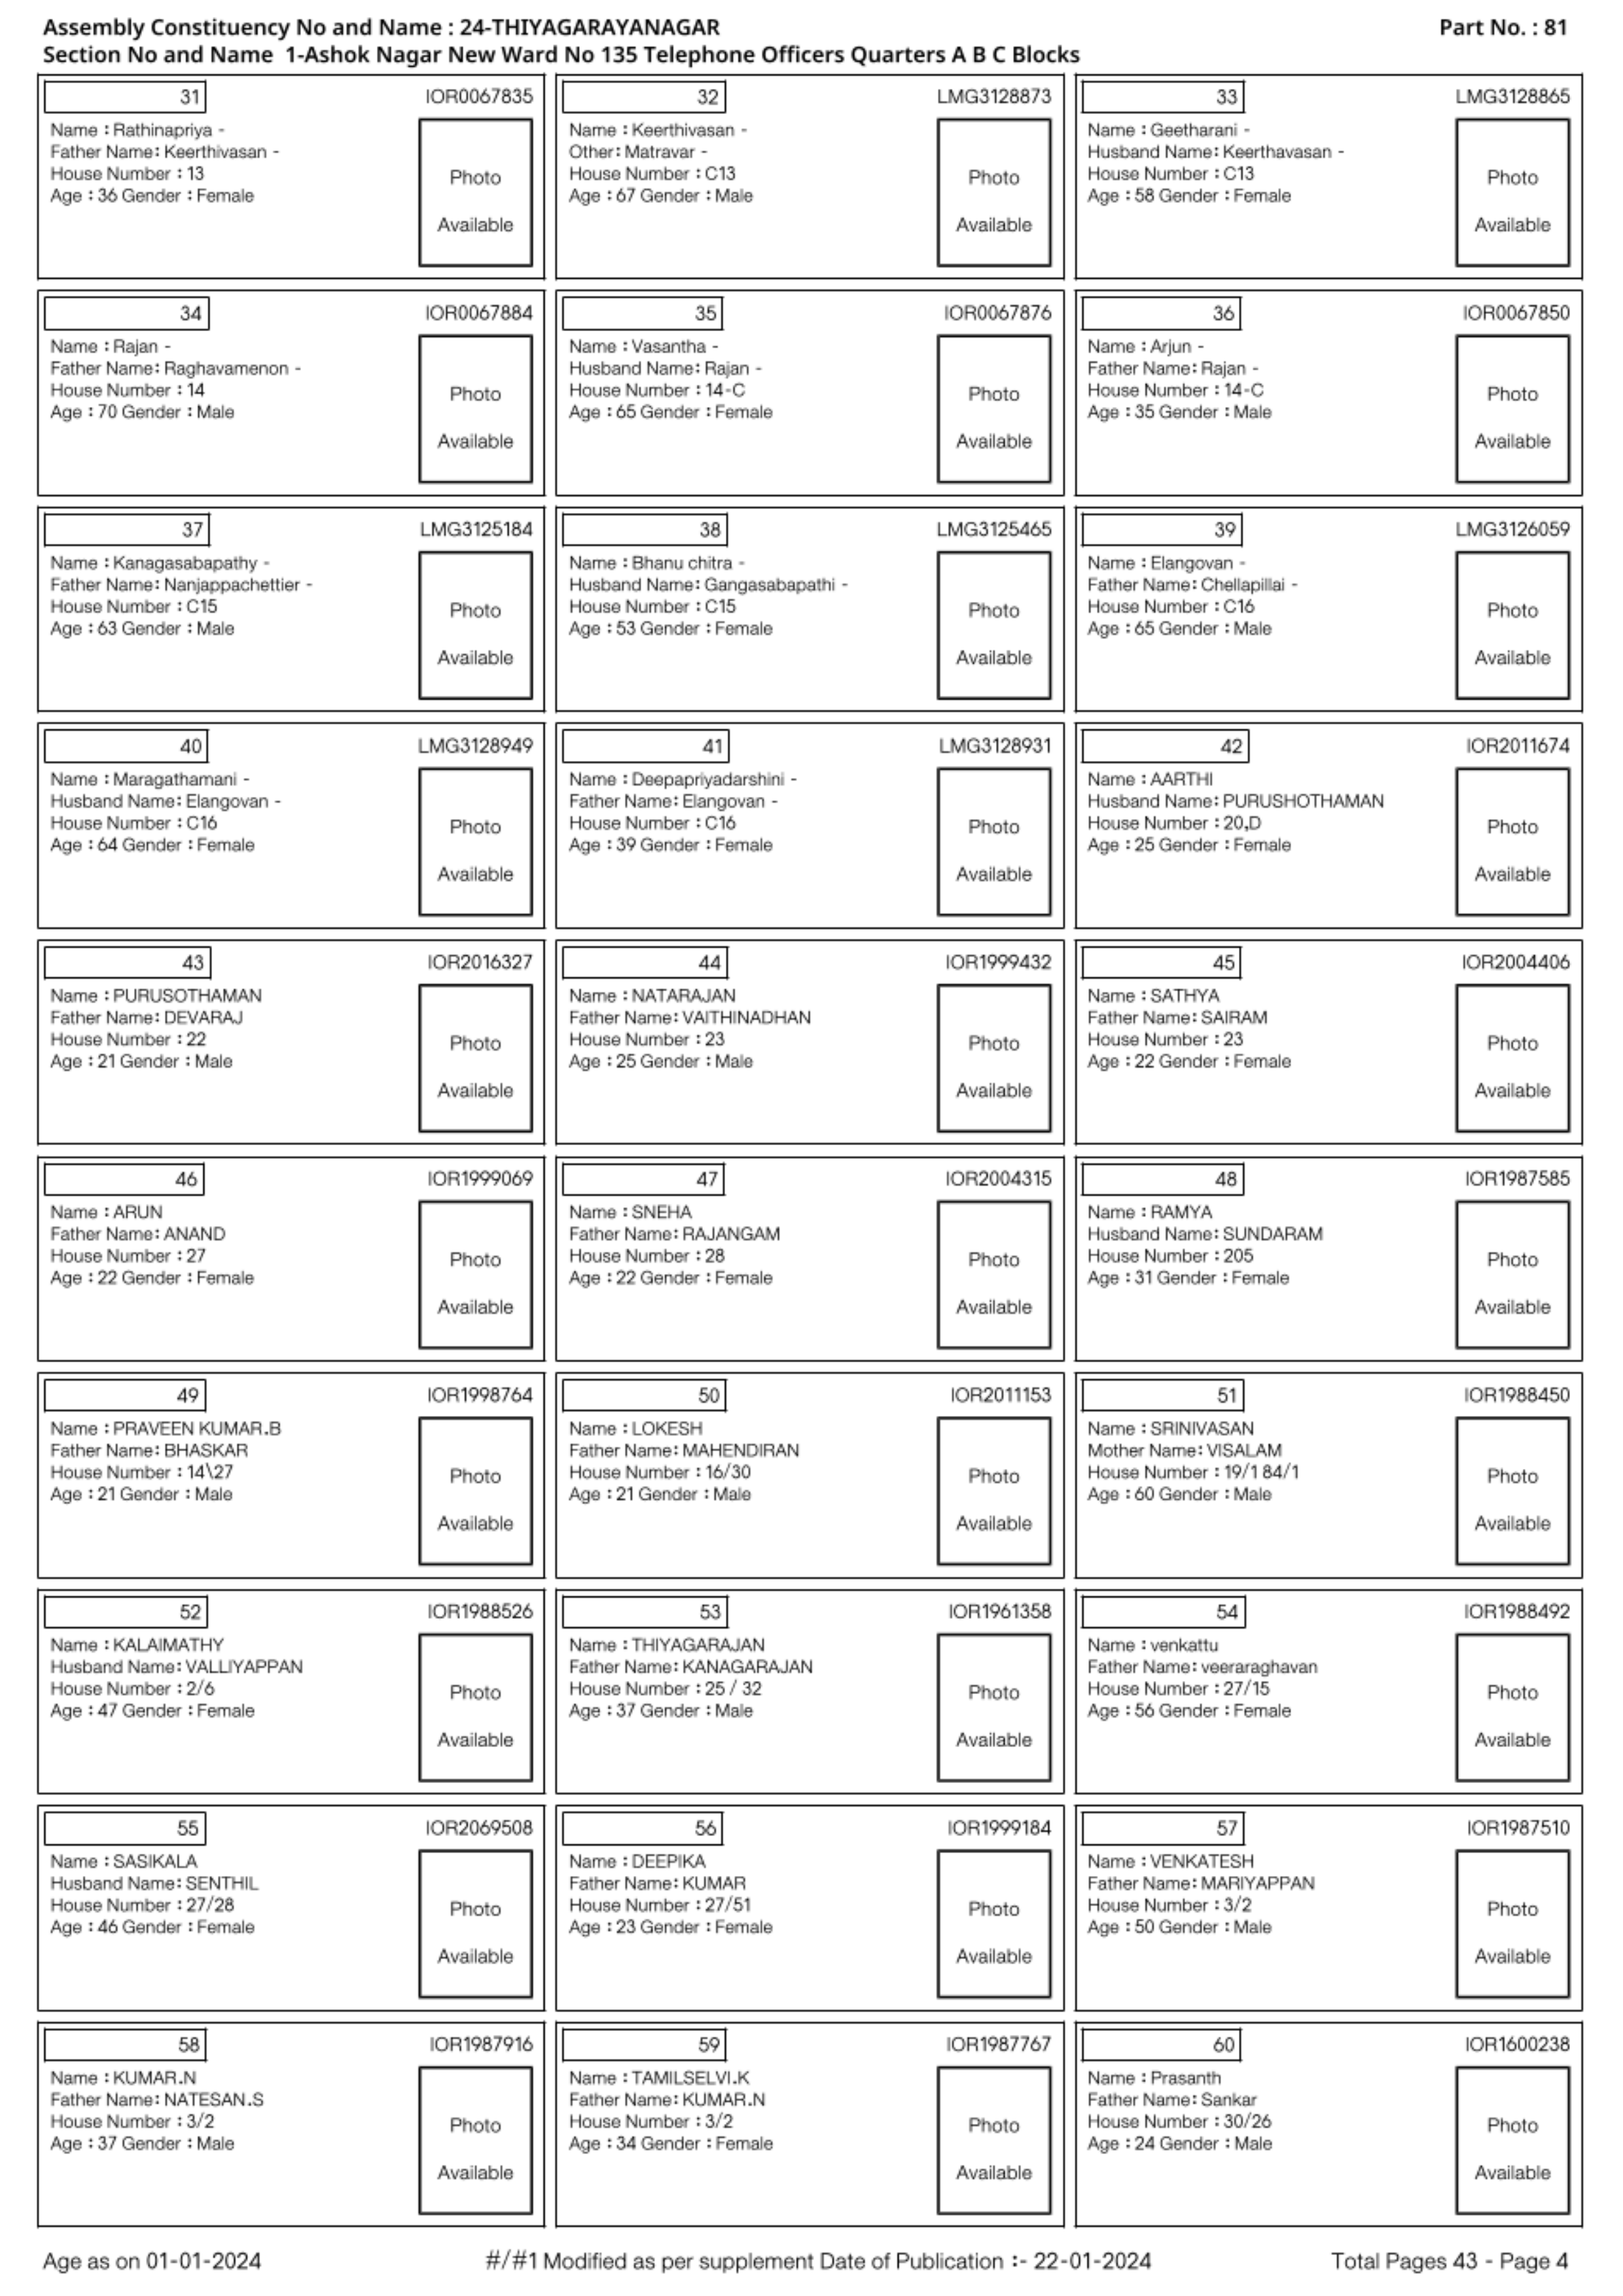 Assembly Constituency No and Name : 24-THIYAGARAYANAGAR Part No. : 81
Section No and Name 1-Ashok Nagar New Ward No 135 Telephone Officers Quarters A B C Blocks
31 IOR0067835
Name : Rathinapriya -
Father Name: Keerthivasan -
House Number : 13
Age : 36 Gender : Female
Photo
Available
32 LMG3128873
Name : Keerthivasan -
Other: Matravar -
House Number : C13
Age : 67 Gender : Male
Photo
Available
33 LMG3128865
Name : Geetharani -
Husband Name: Keerthavasan -
House Number : C13
Age : 58 Gender : Female
Photo
Available
34 IOR0067884
Name : Rajan -
Father Name: Raghavamenon -
House Number : 14
Age : 70 Gender : Male
Photo
Available
35 IOR0067876
Name : Vasantha -
Husband Name: Rajan -
House Number : 14-C
Age : 65 Gender : Female
Photo
Available
36 IOR0067850
Name : Arjun -
Father Name: Rajan -
House Number : 14-C
Age : 35 Gender : Male
Photo
Available
37 LMG3125184
Name : Kanagasabapathy -
Father Name: Nanjappachettier -
House Number : C15
Age : 63 Gender : Male
Photo
Available
38 LMG3125465
Name : Bhanu chitra -
Husband Name: Gangasabapathi -
House Number : C15
Age : 53 Gender : Female
Photo
Available
39 LMG3126059
Name : Elangovan -
Father Name: Chellapillai -
House Number : C16
Age : 65 Gender : Male
Photo
Available
40 LMG3128949
Name : Maragathamani -
Husband Name: Elangovan -
House Number : C16
Age : 64 Gender : Female
Photo
Available
41 LMG3128931
Name : Deepapriyadarshini -
Father Name: Elangovan -
House Number : C16
Age : 39 Gender : Female
Photo
Available
42 IOR2011674
Name : AARTHI
Husband Name: PURUSHOTHAMAN
House Number : 20,D
Age : 25 Gender : Female
Photo
Available
43 IOR2016327
Name : PURUSOTHAMAN
Father Name: DEVARAJ
House Number : 22
Age : 21 Gender : Male
Photo
Available
44 IOR1999432
Name : NATARAJAN
Father Name: VAITHINADHAN
House Number : 23
Age : 25 Gender : Male
Photo
Available
45 IOR2004406
Name : SATHYA
Father Name: SAIRAM
House Number : 23
Age : 22 Gender : Female
Photo
Available
46 IOR1999069
Name : ARUN
Father Name: ANAND
House Number : 27
Age : 22 Gender : Female
Photo
Available
47 IOR2004315
Name : SNEHA
Father Name: RAJANGAM
House Number : 28
Age : 22 Gender : Female
Photo
Available
48 IOR1987585
Name : RAMYA
Husband Name: SUNDARAM
House Number : 205
Age : 31 Gender : Female
Photo
Available
49 IOR1998764
Name : PRAVEEN KUMAR.B
Father Name: BHASKAR
House Number : 14\27
Age : 21 Gender : Male
Photo
Available
50 IOR2011153
Name : LOKESH
Father Name: MAHENDIRAN
House Number : 16/30
Age : 21 Gender : Male
Photo
Available
51 IOR1988450
Name : SRINIVASAN
Mother Name: VISALAM
House Number : 19/1 84/1
Age : 60 Gender : Male
Photo
Available
52 IOR1988526
Name : KALAIMATHY
Husband Name: VALLIYAPPAN
House Number : 2/6
Age : 47 Gender : Female
Photo
Available
53 IOR1961358
Name : THIYAGARAJAN
Father Name: KANAGARAJAN
House Number : 25 / 32
Age : 37 Gender : Male
Photo
Available
54 IOR1988492
Name : venkattu
Father Name: veeraraghavan
House Number : 27/15
Age : 56 Gender : Female
Photo
Available
55 IOR2069508
Name : SASIKALA
Husband Name: SENTHIL
House Number : 27/28
Age : 46 Gender : Female
Photo
Available
56 IOR1999184
Name : DEEPIKA
Father Name: KUMAR
House Number : 27/51
Age : 23 Gender : Female
Photo
Available
57 IOR1987510
Name : VENKATESH
Father Name: MARIYAPPAN
House Number : 3/2
Age : 50 Gender : Male
Photo
Available
58 IOR1987916
Name : KUMAR.N
Father Name: NATESAN.S
House Number : 3/2
Age : 37 Gender : Male
Photo
Available
59 IOR1987767
Name : TAMILSELVI.K
Father Name: KUMAR.N
House Number : 3/2
Age : 34 Gender : Female
Photo
Available
60 IOR1600238
Name : Prasanth
Father Name: Sankar
House Number : 30/26
Age : 24 Gender : Male
Photo
Available
Age as on 01-01-2024 #/#1 Modified as per supplement Date of Publication :- 22-01-2024 Total Pages 43 - Page 4